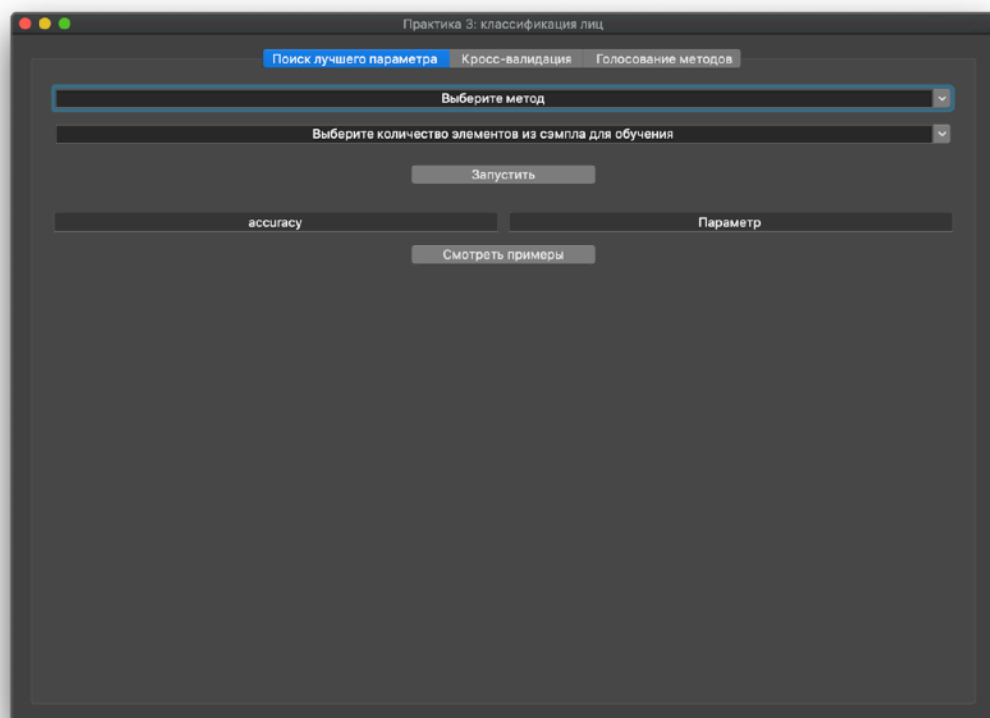 Практика 3: классификация лиц
Поиск лучшего параметра Кросс-валидация Голосование методов
Выберите метод
Выберите количество элементов из сэмпла для обучения
Запустить
accuracy Параметр
Смотреть примеры